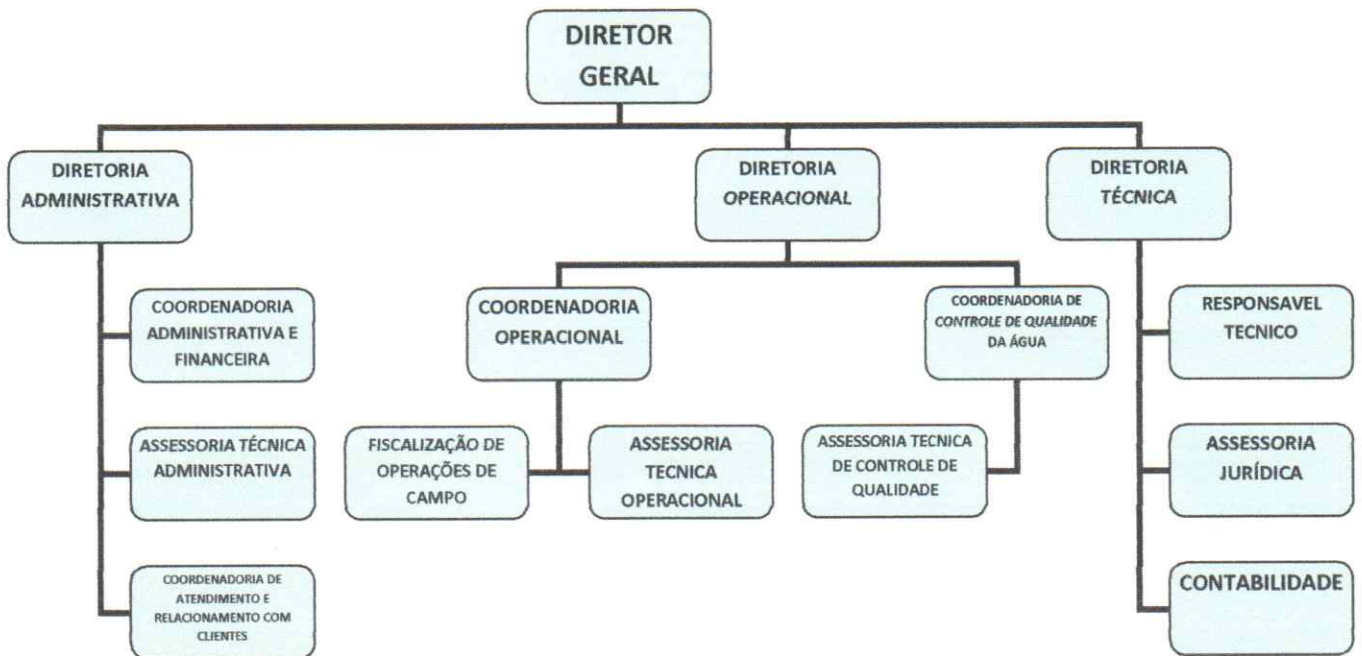 DIRETOR
GERAL
DIRETORIA
ADMINISTRATIVA
DIRETORIA
OPERACIONAL
DIRETORIA
TÉCNICA
COORDENADORIA
ADMINISTRATIVA E
FINANCEIRA
COORDENADORIA
OPERACIONAL
COORDENADORIA DE
CONTROLE DE QUALIDADE
DA ÁGUA
RESPONSAVEL
TECNICO
ASSESSORIA TÉCNICA
ADMINISTRATIVA
FISCALIZAÇÃO DE
OPERAÇÕES DE
CAMPO
ASSESSORIA
TECNICA
OPERACIONAL
ASSESSORIA TECNICA
DE CONTROLE DE
QUALIDADE
ASSESSORIA
JURÍDICA
COORDENADORIA DE
ATENDIMENTO E
RELACIONAMENTO COM
CLIENTES
CONTABILIDADE